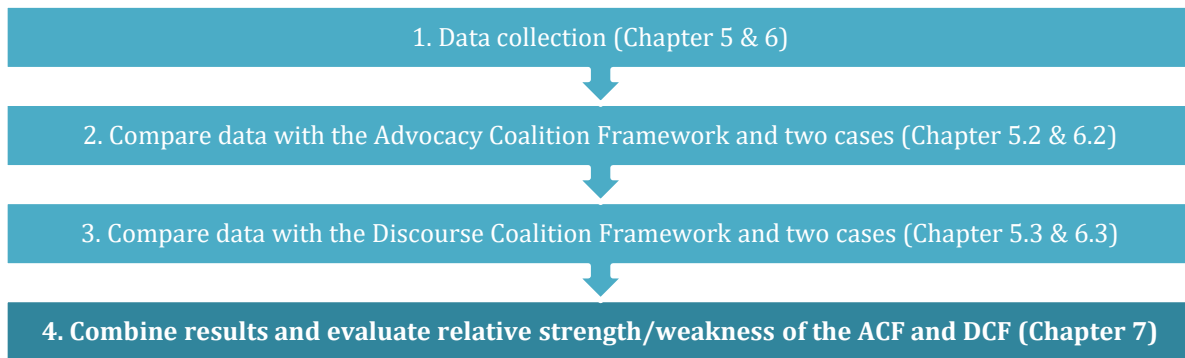 1. Data collection (Chapter 5 & 6)
2. Compare data with the Advocacy Coalition Framework and two cases (Chapter 5.2 & 6.2)
3. Compare data with the Discourse Coalition Framework and two cases (Chapter 5.3 & 6.3)
4. Combine results and evaluate relative strength/weakness of the ACF and DCF (Chapter 7)